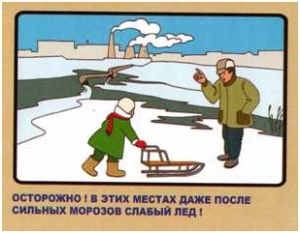 ОСТОРОЖНО ! В ЭТИХ МЕСТАХ ДАЖЕ ПОСЛЕ
СИЛЬНЫХ МОРОЗОВ СЛАБЫЙ ЛЕД !